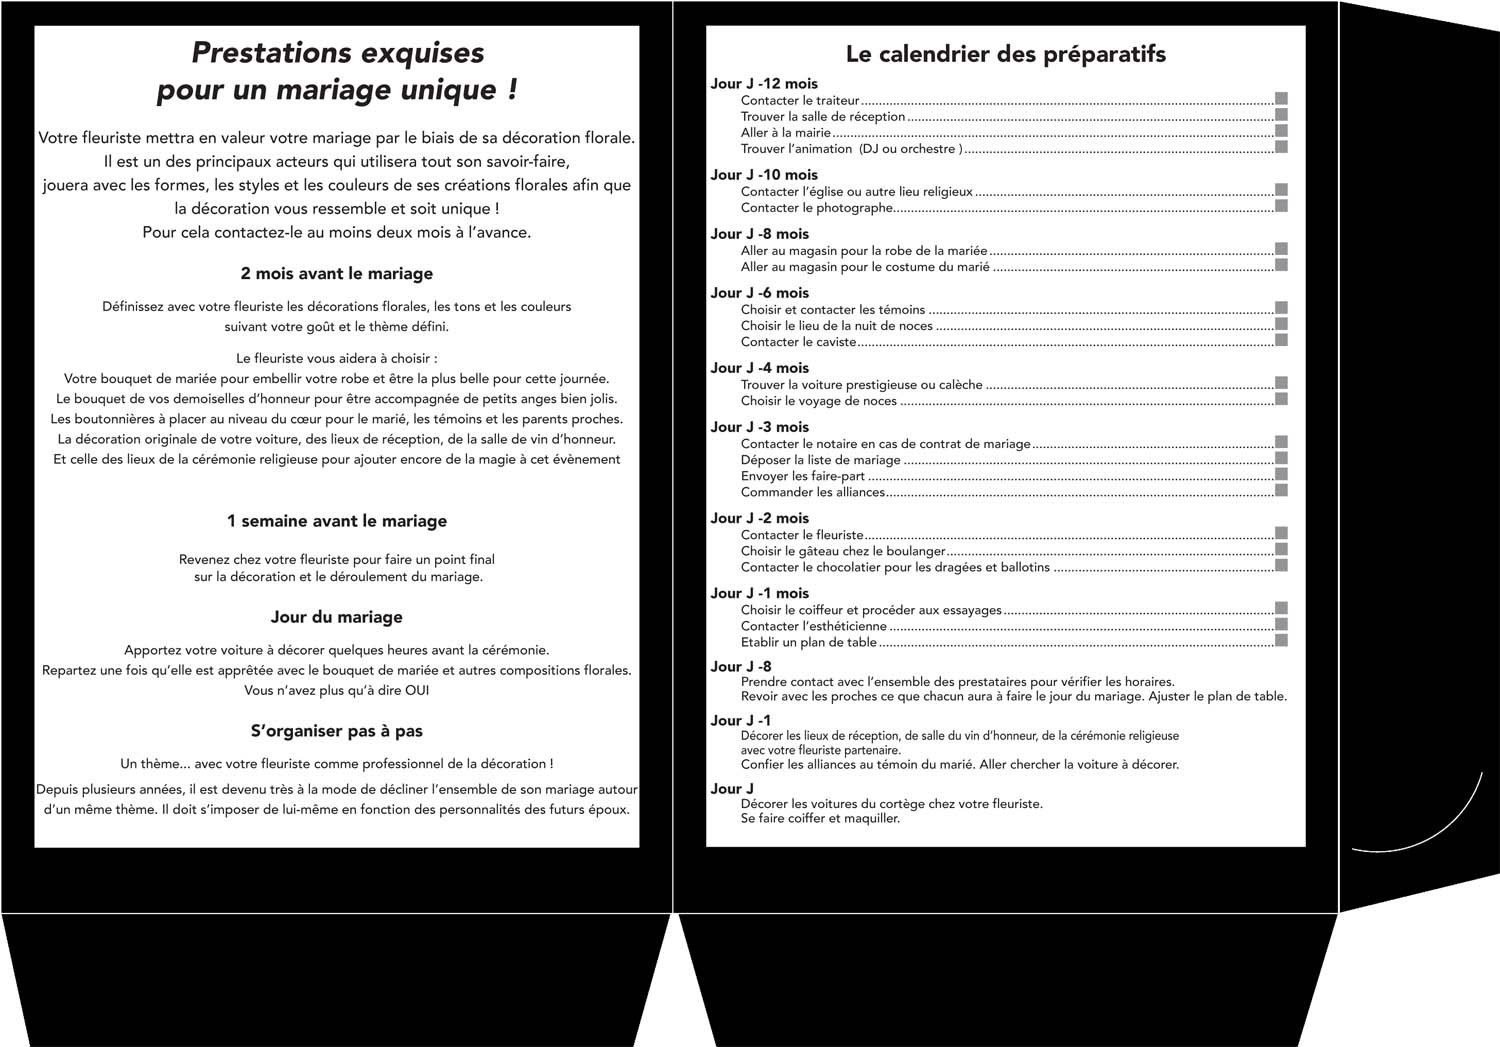 Prestations exquises
pour un mariage unique !
Votre fleuriste mettra en valeur votre mariage par le biais de sa décoration florale.
Il est un des principaux acteurs qui utilisera tout son savoir-faire,
jouera avec les formes, les styles et les couleurs de ses créations florales afin que
la décoration vous ressemble et soit unique !
Pour cela contactez-le au moins deux mois à l’avance.
2 mois avant le mariage
Définissez avec votre fleuriste les décorations florales, les tons et les couleurs
suivant votre goût et le thème défini.
Le fleuriste vous aidera à choisir :
Votre bouquet de mariée pour embellir votre robe et être la plus belle pour cette journée.
Le bouquet de vos demoiselles d’honneur pour être accompagnée de petits anges bien jolis.
Les boutonnières à placer au niveau du cœur pour le marié, les témoins et les parents proches.
La décoration originale de votre voiture, des lieux de réception, de la salle de vin d’honneur.
Et celle des lieux de la cérémonie religieuse pour ajouter encore de la magie à cet évènement
1 semaine avant le mariage
Revenez chez votre fleuriste pour faire un point final
sur la décoration et le déroulement du mariage.
Jour du mariage
Apportez votre voiture à décorer quelques heures avant la cérémonie.
Repartez une fois qu’elle est apprêtée avec le bouquet de mariée et autres compositions florales.
Vous n’avez plus qu’à dire OUI
S’organiser pas à pas
Un thème... avec votre fleuriste comme professionnel de la décoration !
Depuis plusieurs années, il est devenu très à la mode de décliner l’ensemble de son mariage autour
d’un même thème. Il doit s’imposer de lui-même en fonction des personnalités des futurs époux.
Le calendrier des préparatifs
Jour J -12 mois
Contacter le traiteur
Trouver la salle de réception
Aller à la mairie
Trouver l’animation (DJ ou orchestre )
Jour J -10 mois
Contacter l’église ou autre lieu religieux
Contacter le photographe
Jour J -8 mois
Aller au magasin pour la robe de la mariée
Aller au magasin pour le costume du marié
Jour J -6 mois
Choisir et contacter les témoins
Choisir le lieu de la nuit de noces
Contacter le caviste
Jour J -4 mois
Trouver la voiture prestigieuse ou calèche
Choisir le voyage de noces
Jour J -3 mois
Contacter le notaire en cas de contrat de mariage
Déposer la liste de mariage
Envoyer les faire-part
Commander les alliances
Jour J -2 mois
Contacter le fleuriste
Choisir le gâteau chez le boulanger
Contacter le chocolatier pour les dragées et ballotins
Jour J -1 mois
Choisir le coiffeur et procéder aux essayages
Contacter l’esthéticienne
Etablir un plan de table
Jour J -8
Prendre contact avec l’ensemble des prestataires pour vérifier les horaires.
Revoir avec les proches ce que chacun aura à faire le jour du mariage. Ajuster le plan de table.
Jour J -1
Décorer les lieux de réception, de salle du vin d’honneur, de la cérémonie religieuse
avec votre fleuriste partenaire.
Confier les alliances au témoin du marié. Aller chercher la voiture à décorer.
Jour J
Décorer les voitures du cortège chez votre fleuriste.
Se faire coiffer et maquiller.